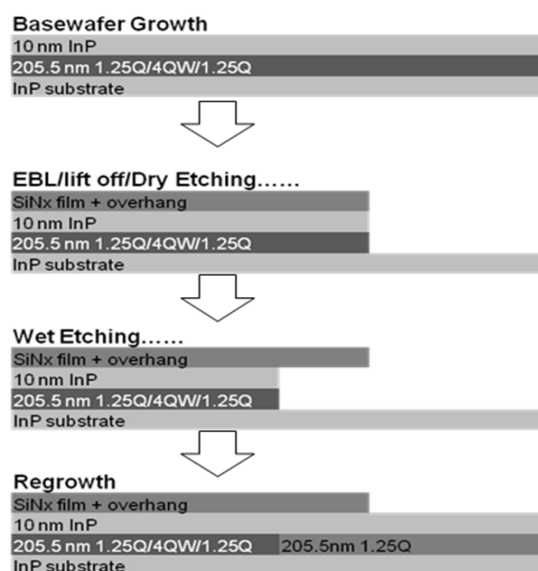 Basewafer Growth
10 nm InP
205.5 nm 1.25Q/4QW/1.25Q
InP substrate
EBL/lift off/Dry Etching......
SiNx film + overhang
10 nm InP
205.5 nm 1.25Q/4QW/1.25Q
InP substrate
Wet Etching......
SiNx film + overhang
10 nm InP
205.5 nm 1.25Q/4QW/1.25Q
InP substrate
Regrowth
SiNx film + overhang
10 nm InP
205.5 nm 1.25Q/4QW/1.25Q 205.5nm 1.25Q
InP substrate